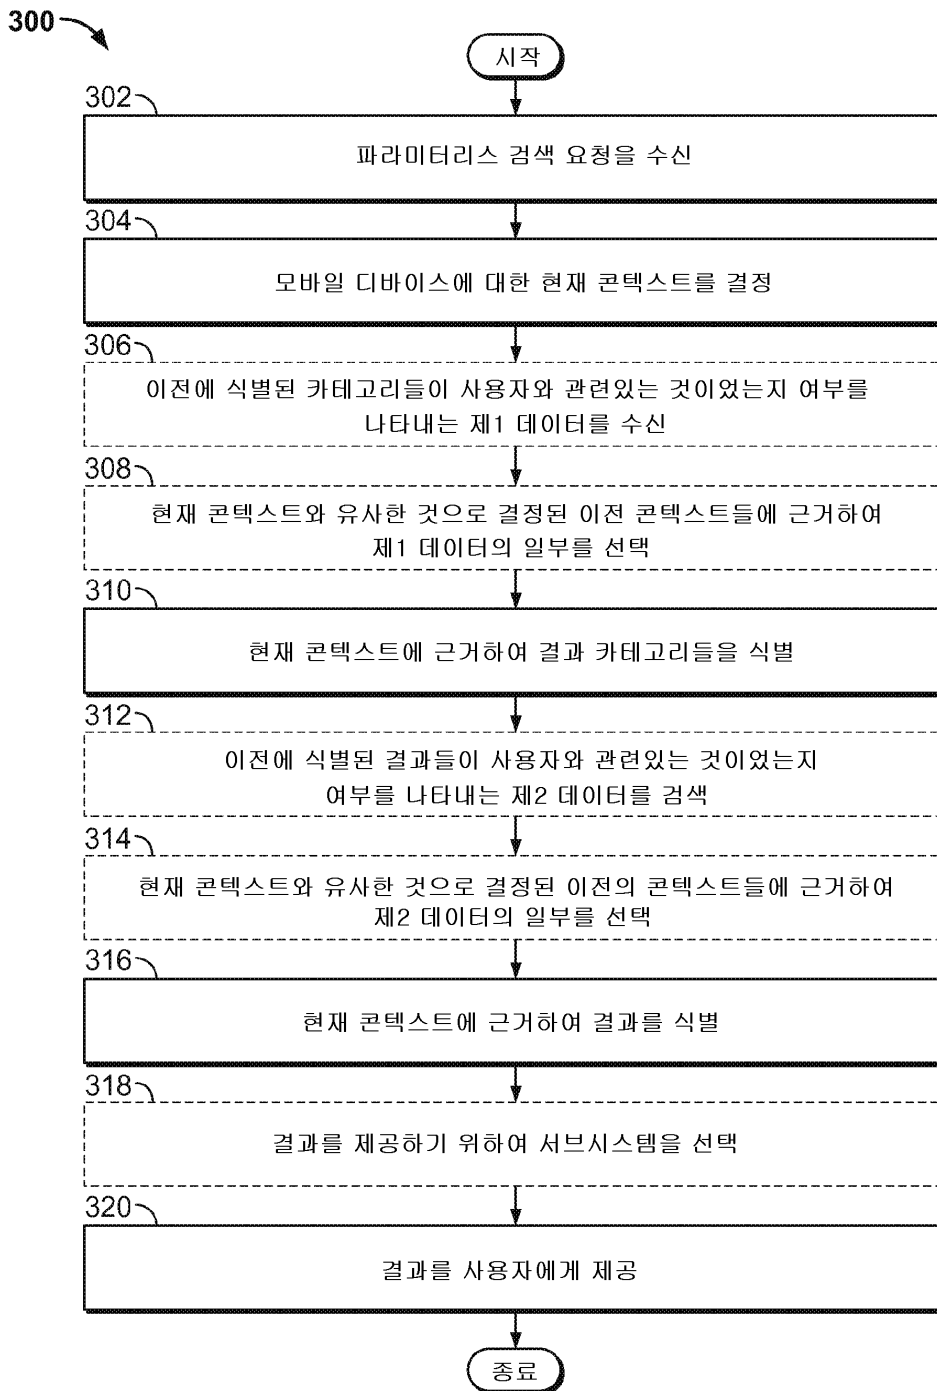 300
시작
302
파라미터리스 검색 요청을 수신
304
모바일 디바이스에 대한 현재 콘텍스트를 결정
306
이전에 식별된 카테고리들이 사용자와 관련있는 것이었는지 여부를
나타내는 제1 데이터를 수신
308
현재 콘텍스트와 유사한 것으로 결정된 이전 콘텍스트들에 근거하여
제1 데이터의 일부를 선택
310
현재 콘텍스트에 근거하여 결과 카테고리들을 식별
312
이전에 식별된 결과들이 사용자와 관련있는 것이었는지
여부를 나타내는 제2 데이터를 검색
314
현재 콘텍스트와 유사한 것으로 결정된 이전의 콘텍스트들에 근거하여
제2 데이터의 일부를 선택
316
현재 콘텍스트에 근거하여 결과를 식별
318
결과를 제공하기 위하여 서브시스템을 선택
320
결과를 사용자에게 제공
종료